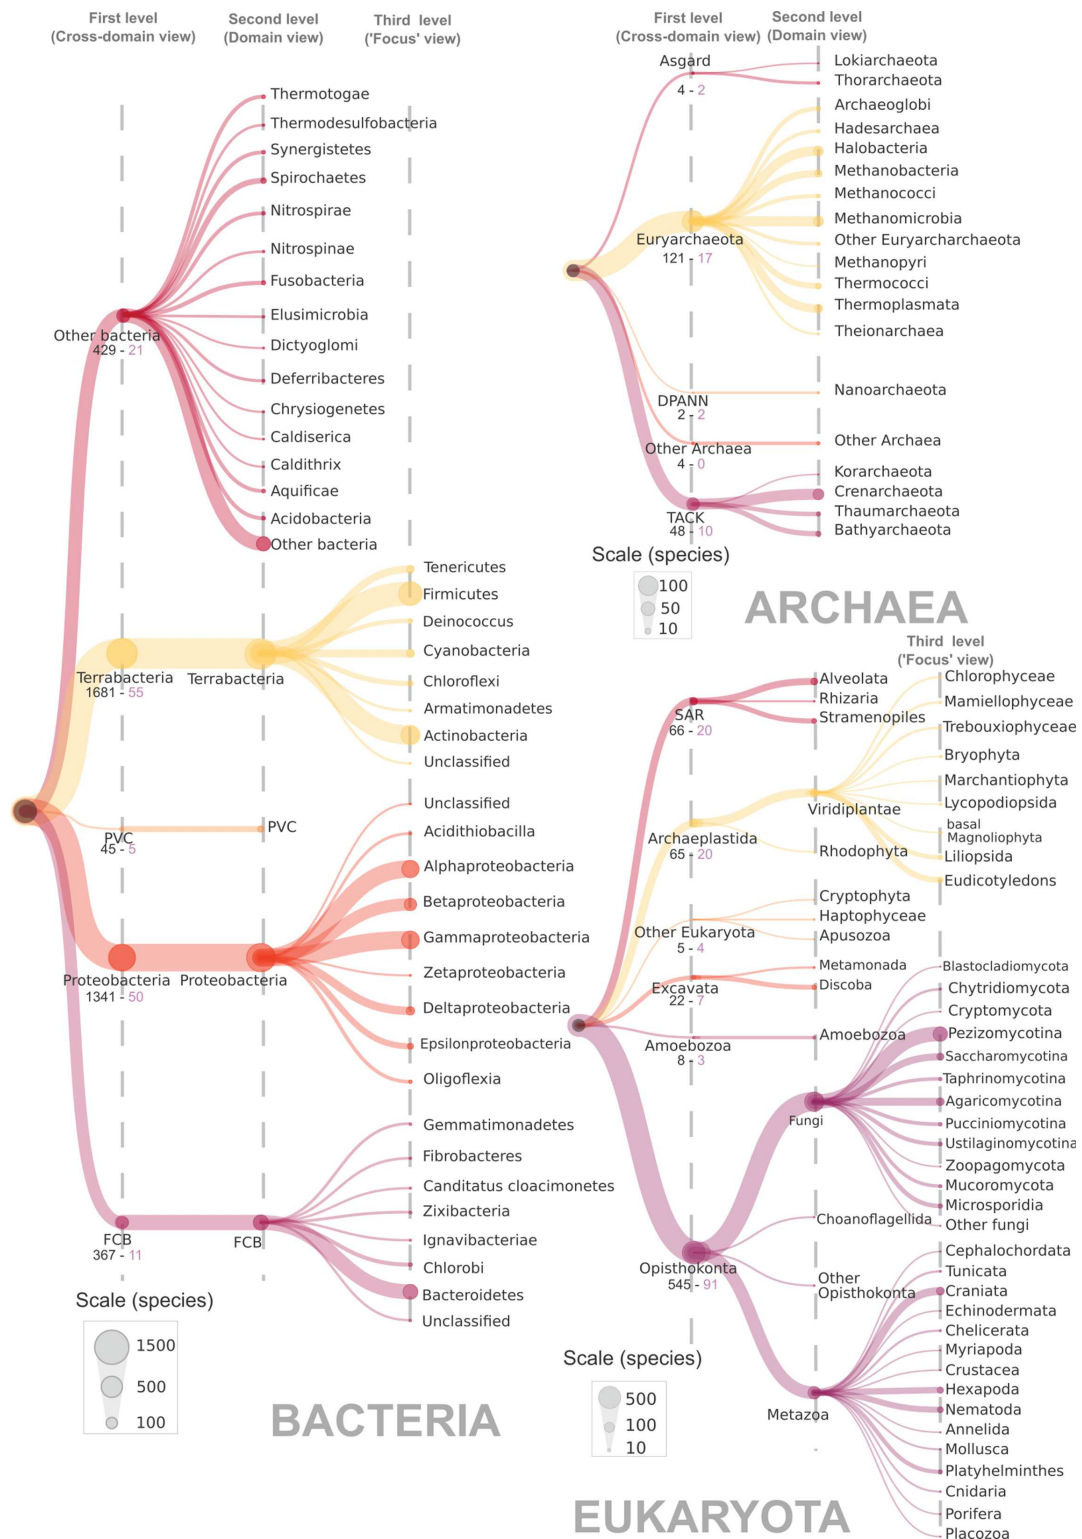 First level
(Cross-domain view)
Second level
(Domain view)
Third level
('Focus' view)
Thermotogae
Thermodesulfobacteria
Synergistetes
Spirochaetes
Nitrospirae
Nitrospinae
Fusobacteria
Elusimicrobia
Other bacteria
429 - 21
Dictyoglomi
Deferribacteres
Chrysiogenetes
Caldiserica
Caldithrix
Aquificae
Acidobacteria
Other bacteria
Tenericutes
Firmicutes
Deinococcus
Cyanobacteria
Terrabacteria
1681 - 55
Terrabacteria
Chloroflexi
Armatimonadetes
Actinobacteria
Unclassified
Unclassified
PVC
45 - 5
PVC
Acidithiobacilla
Alphaproteobacteria
Betaproteobacteria
Gammaproteobacteria
Zetaproteobacteria
Proteobacteria
1341 - 50
Proteobacteria
Deltaproteobacteria
Epsilonproteobacteria
Oligoflexia
Gemmatimonadetes
Fibrobacteres
Canditatus cloacimonetes
Zixibacteria
FCB
367 - 11
FCB
Ignavibacteriae
Chlorobi
Bacteroidetes
Unclassified
Scale (species)
1500
500
100
BACTERIA
First level
(Cross-domain view)
Second level
(Domain view)
Asgard
4 - 2
Lokiarchaeota
Thorarchaeota
Archaeoglobi
Hadesarchaea
Halobacteria
Methanobacteria
Methanococci
Methanomicrobia
Euryarchaeota
121 - 17
Other Euryarcharchaeota
Methanopyri
Thermococci
Thermoplasmata
Theionarchaea
DPANN
2 - 2
Nanoarchaeota
Other Archaea
4 - 0
Other Archaea
Korarchaeota
Crenarchaeota
TACK
48 - 10
Thaumarchaeota
Bathyarchaeota
Scale (species)
100
50
10
ARCHAEA
Third level
('Focus' view)
SAR
66 - 20
Alveolata
Rhizaria
Stramenopiles
Chlorophyceae
Mamiellophyceae
Trebouxiophyceae
Bryophyta
Marchantiophyta
Viridiplantae
Lycopodiopsida
basal
Magnoliophyta
Archaeplastida
65 - 20
Rhodophyta
Liliopsida
Eudicotyledons
Cryptophyta
Haptophyceae
Other Eukaryota
5 - 4
Apusozoa
Metamonada
Excavata
22 - 7
Discoba
Amoebozoa
8 - 3
Amoebozoa
Blastocladiomycota
Chytridiomycota
Cryptomycota
Pezizomycotina
Saccharomycotina
Taphrinomycotina
Agaricomycotina
Fungi
Pucciniomycotina
Ustilaginomycotina
Zoopagomycota
Mucoromycota
Microsporidia
Other fungi
Choanoflagellida
Opisthokonta
545 - 91
Other
Opisthokonta
Cephalochordata
Tunicata
Craniata
Echinodermata
Chelicerata
Myriapoda
Crustacea
Hexapoda
Metazoa
Nematoda
Annelida
Mollusca
Platyhelminthes
Cnidaria
Porifera
Placozoa
Scale (species)
500
100
10
EUKARYOTA